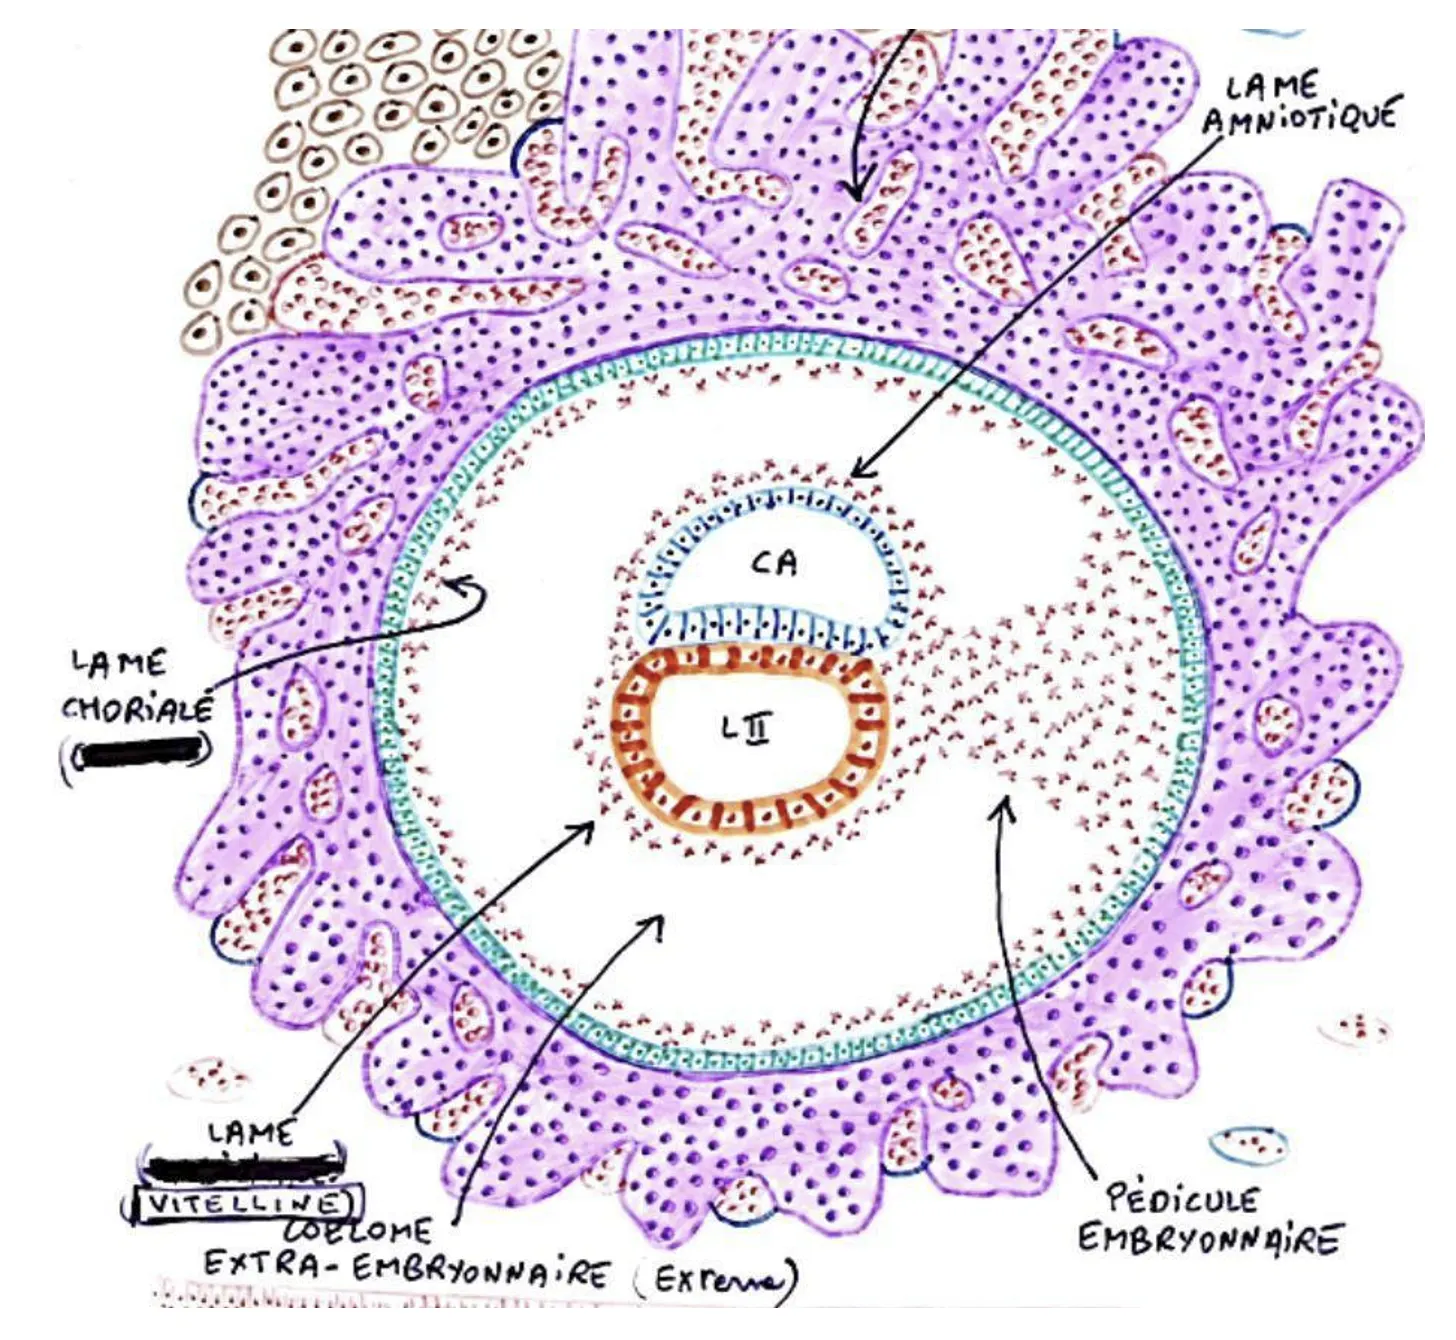 LAME
AMNIOTIQUE
CA
LII
LAME
CHORIALE
LAME
(VITELLINE)
COELOME
EXTRA-EMBRYONNAIRE (Externe)
PÉDICULE
EMBRYONNAIRE